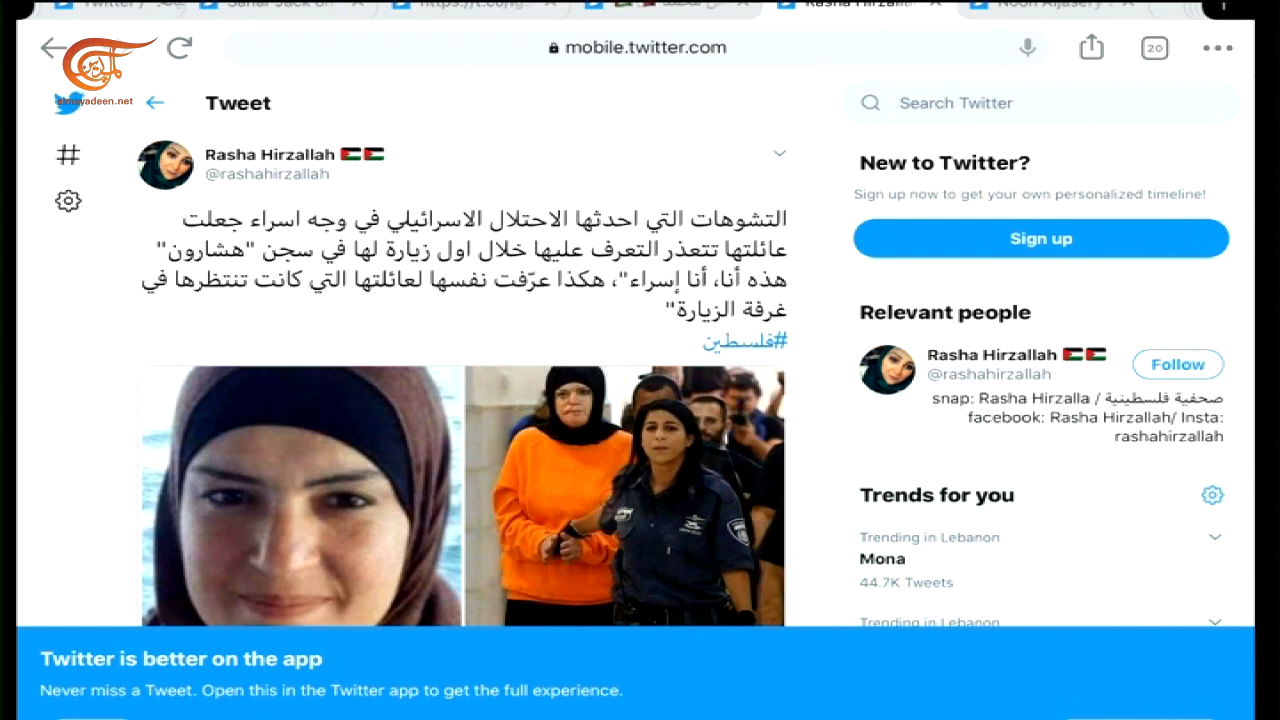 mobile.twitter.com
20
almayadeen.net
Tweet
Search Twitter
Rasha Hirzallah
@rashahirzallah
التشوهات التي احدثها الاحتلال الاسرائيلي في وجه اسراء جعلت
عائلتها تتعذر التعرف عليها خلال اول زيارة لها في سجن "هشارون"
هذه أنا، أنا إسراء"، هكذا عرّفت نفسها لعائلتها التي كانت تنتظرها في
غرفة الزيارة"
#فلسطين
New to Twitter?
Sign up now to get your own personalized timeline!
Sign up
Relevant people
Rasha Hirzallah
@rashahirzallah
Follow
snap: Rasha Hirzalla / صحفية فلسطينية
facebook: Rasha Hirzallah/ Insta:
rashahirzallah
Trends for you
Trending in Lebanon
Mona
44.7K Tweets
Trending in Lebanon
Twitter is better on the app
Never miss a Tweet. Open this in the Twitter app to get the full experience.